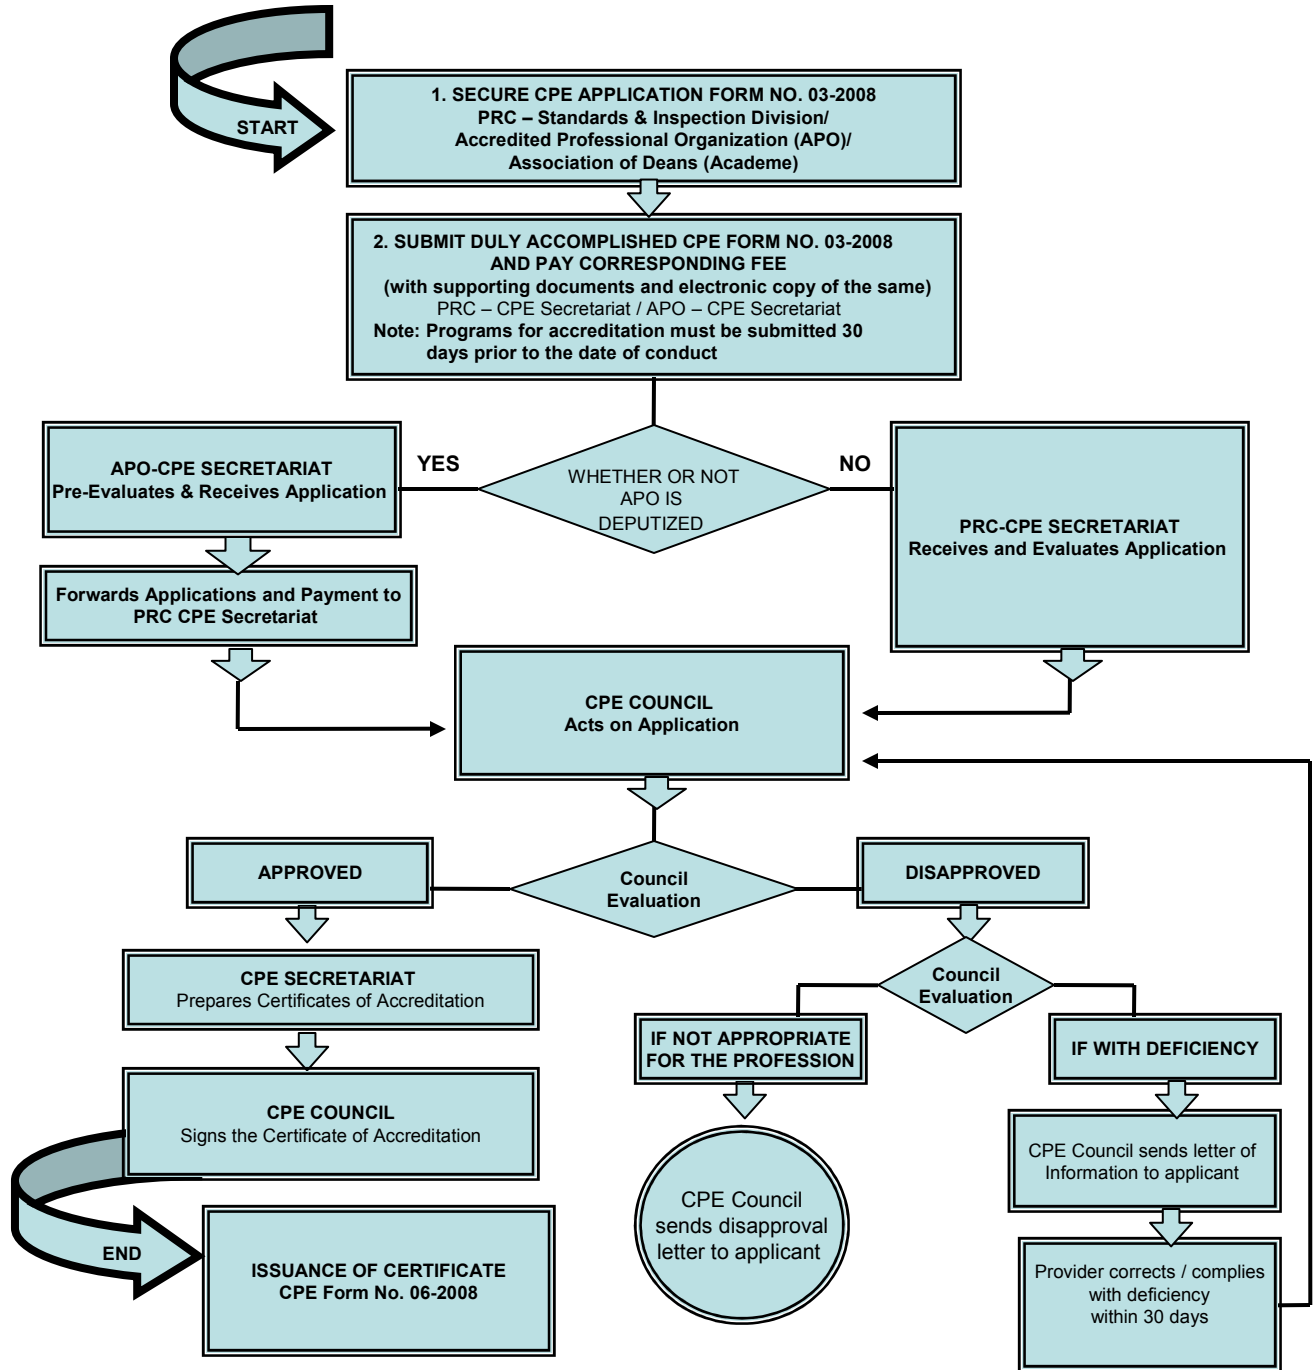 START
1. SECURE CPE APPLICATION FORM NO. 03-2008
PRC – Standards & Inspection Division/
Accredited Professional Organization (APO)/
Association of Deans (Academe)
2. SUBMIT DULY ACCOMPLISHED CPE FORM NO. 03-2008
AND PAY CORRESPONDING FEE
(with supporting documents and electronic copy of the same)
PRC – CPE Secretariat / APO – CPE Secretariat
Note: Programs for accreditation must be submitted 30
days prior to the date of conduct
WHETHER OR NOT
APO IS
DEPUTIZED
YES
NO
APO-CPE SECRETARIAT
Pre-Evaluates & Receives Application
Forwards Applications and Payment to
PRC CPE Secretariat
PRC-CPE SECRETARIAT
Receives and Evaluates Application
CPE COUNCIL
Acts on Application
Council
Evaluation
APPROVED
DISAPPROVED
CPE SECRETARIAT
Prepares Certificates of Accreditation
CPE COUNCIL
Signs the Certificate of Accreditation
END
ISSUANCE OF CERTIFICATE
CPE Form No. 06-2008
Council
Evaluation
IF NOT APPROPRIATE
FOR THE PROFESSION
CPE Council
sends disapproval
letter to applicant
IF WITH DEFICIENCY
CPE Council sends letter of
Information to applicant
Provider corrects / complies
with deficiency
within 30 days